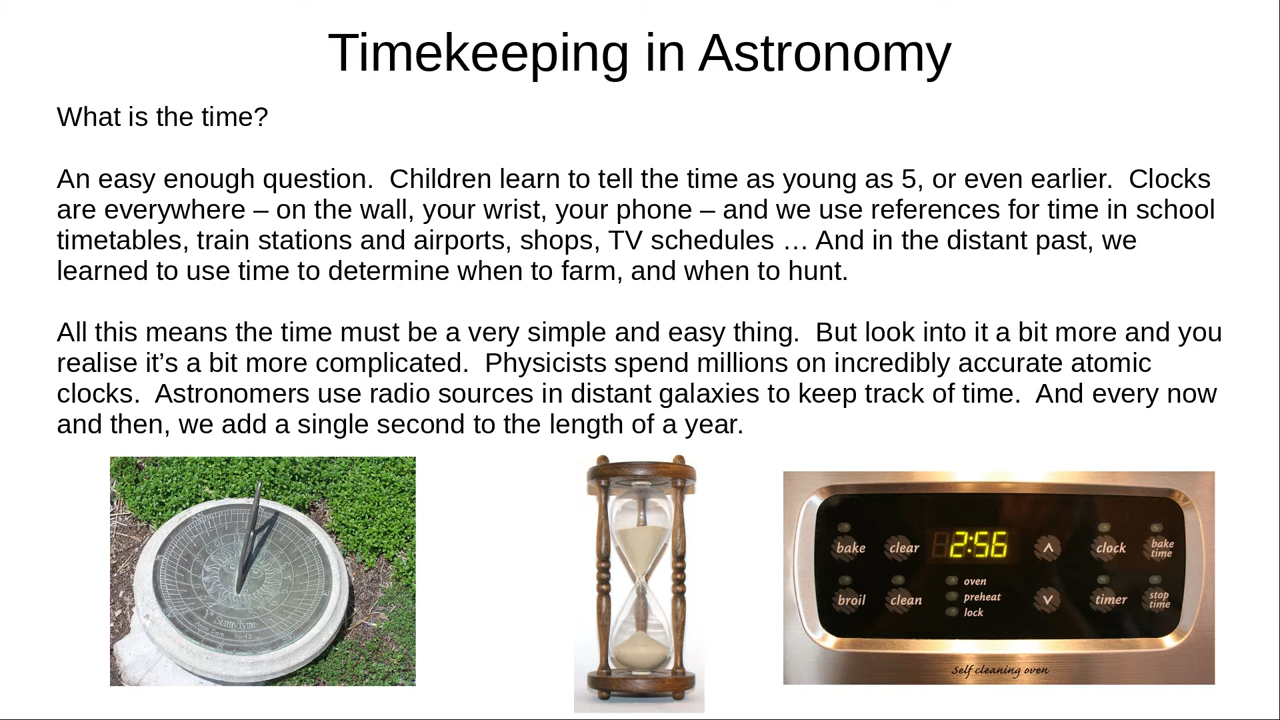 Timekeeping in Astronomy
What is the time?
An easy enough question.  Children learn to tell the time as young as 5, or even earlier.  Clocks
are everywhere – on the wall, your wrist, your phone – and we use references for time in school
timetables, train stations and airports, shops, TV schedules … And in the distant past, we
learned to use time to determine when to farm, and when to hunt.
All this means the time must be a very simple and easy thing.  But look into it a bit more and you
realise it’s a bit more complicated.  Physicists spend millions on incredibly accurate atomic
clocks.  Astronomers use radio sources in distant galaxies to keep track of time.  And every now
and then, we add a single second to the length of a year.
bake clear 2:56 clock bake time
oven
preheat
lock
broil clean timer stop time
Self cleaning oven